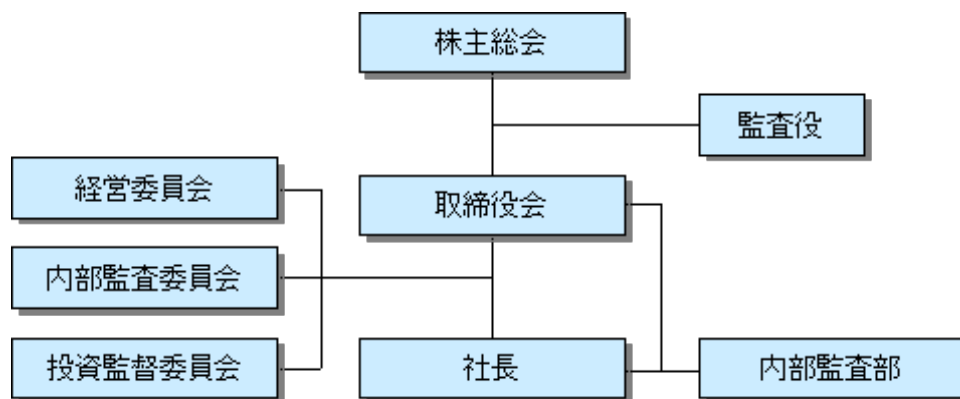 株主総会
監査役
経営委員会
取締役会
内部監査委員会
投資監督委員会
社長
内部監査部